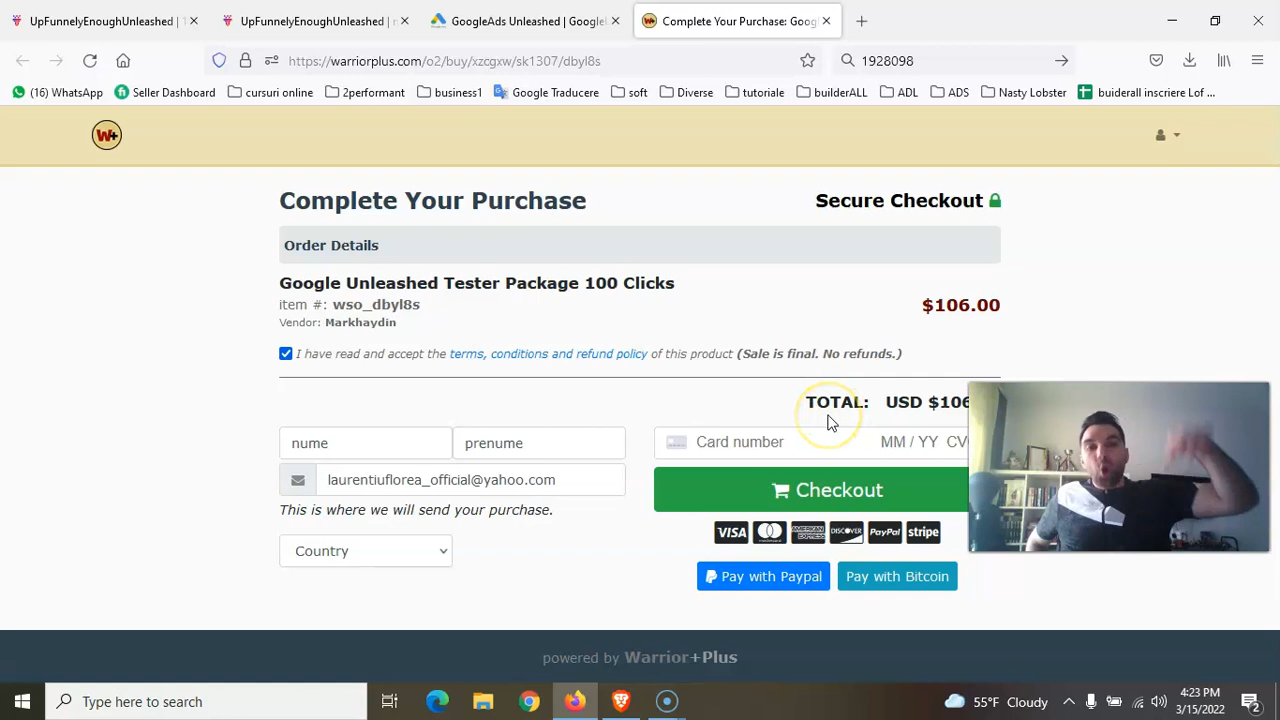 UpFunnelyEnoughUnleashed |
UpFunnelyEnoughUnleashed |
GoogleAds Unleashed | Google
Complete Your Purchase: Goog
https://warriorplus.com/o2/buy/xzcgxw/sk1307/dbyl8s
1928098
(16) WhatsApp
Seller Dashboard
cursuri online
2performant
business1
Google Traducere
soft
Diverse
tutoriale
builderALL
ADL
ADS
Nasty Lobster
buiderall inscriere Lof ...
W+
Complete Your Purchase
Secure Checkout
Order Details
Google Unleashed Tester Package 100 Clicks
item #: wso_dbyl8s
$106.00
Vendor: Markhaydin
I have read and accept the terms, conditions and refund policy of this product (Sale is final. No refunds.)
TOTAL: USD $106
nume
prenume
Card number
MM / YY CV
laurentiuflorea_official@yahoo.com
Checkout
This is where we will send your purchase.
VISA
mastercard
AMERICAN EXPRESS
DISCOVER
PayPal
stripe
Country
Pay with Paypal
Pay with Bitcoin
powered by Warrior+Plus
Type here to search
55°F Cloudy
4:23 PM
3/15/2022
2